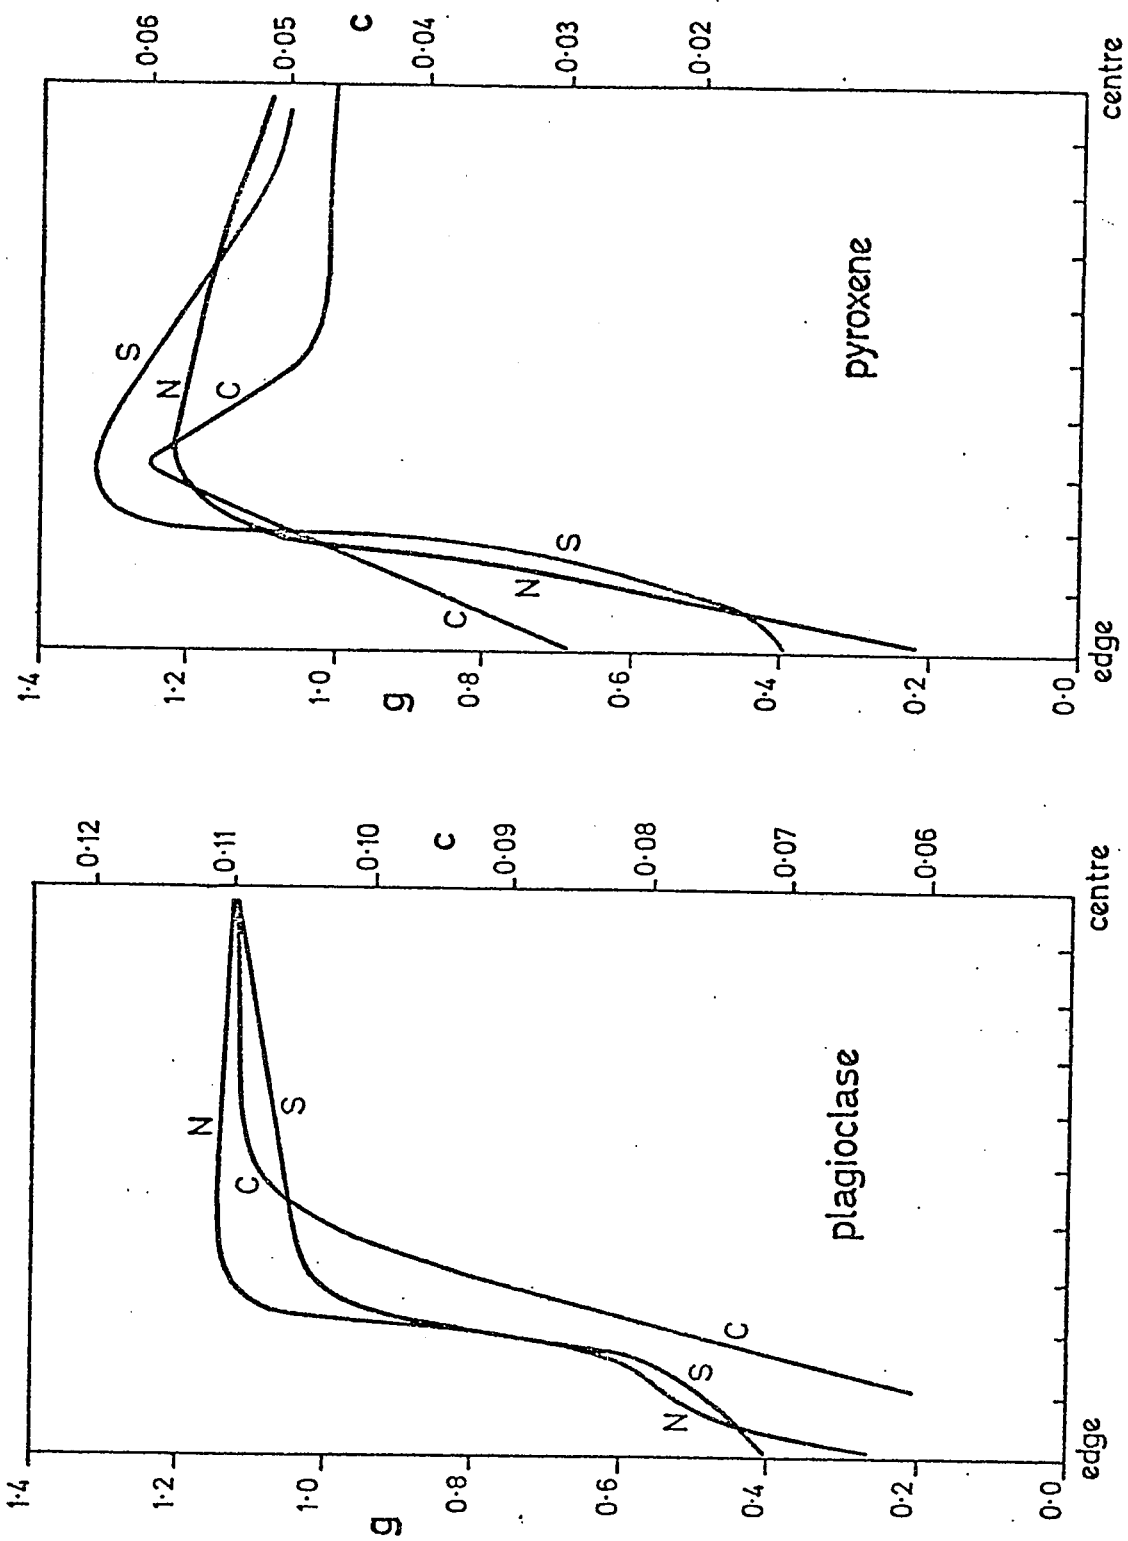 1·4
1·2
1·0
0·8
0·6
0·4
0·2
0·0
g
0·12
0·11
0·10
0·09
0·08
0·07
0·06
c
N
C
S
C
S
N
plagioclase
edge
centre
1·4
1·2
1·0
0·8
0·6
0·4
0·2
0·0
g
0·06
0·05
0·04
0·03
0·02
c
S
N
C
C
N
S
pyroxene
edge
centre